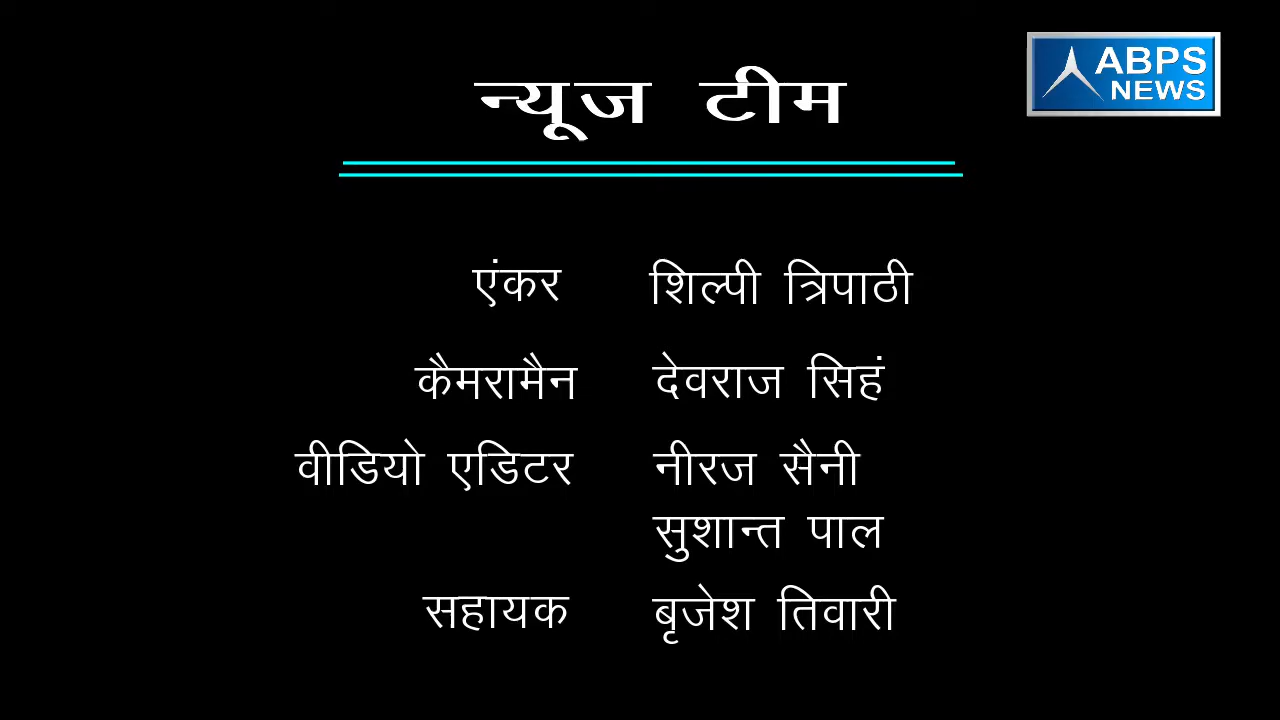 न्यूज टीम
ABPS
NEWS
एंकर शिल्पी त्रिपाठी
कैमरामैन देवराज सिहं
वीडियो एडिटर नीरज सैनी
सुशान्त पाल
सहायक बृजेश तिवारी